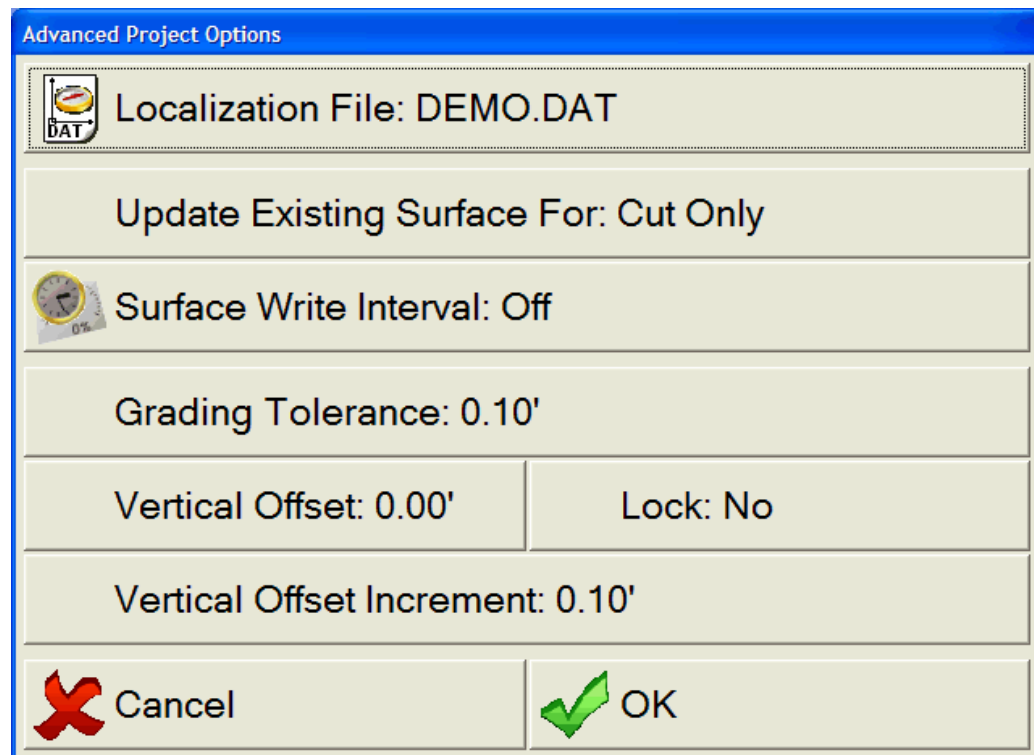 Advanced Project Options
DAT
Localization File: DEMO.DAT
Update Existing Surface For: Cut Only
0%
Surface Write Interval: Off
Grading Tolerance: 0.10'
Vertical Offset: 0.00'
Lock: No
Vertical Offset Increment: 0.10'
Cancel
OK